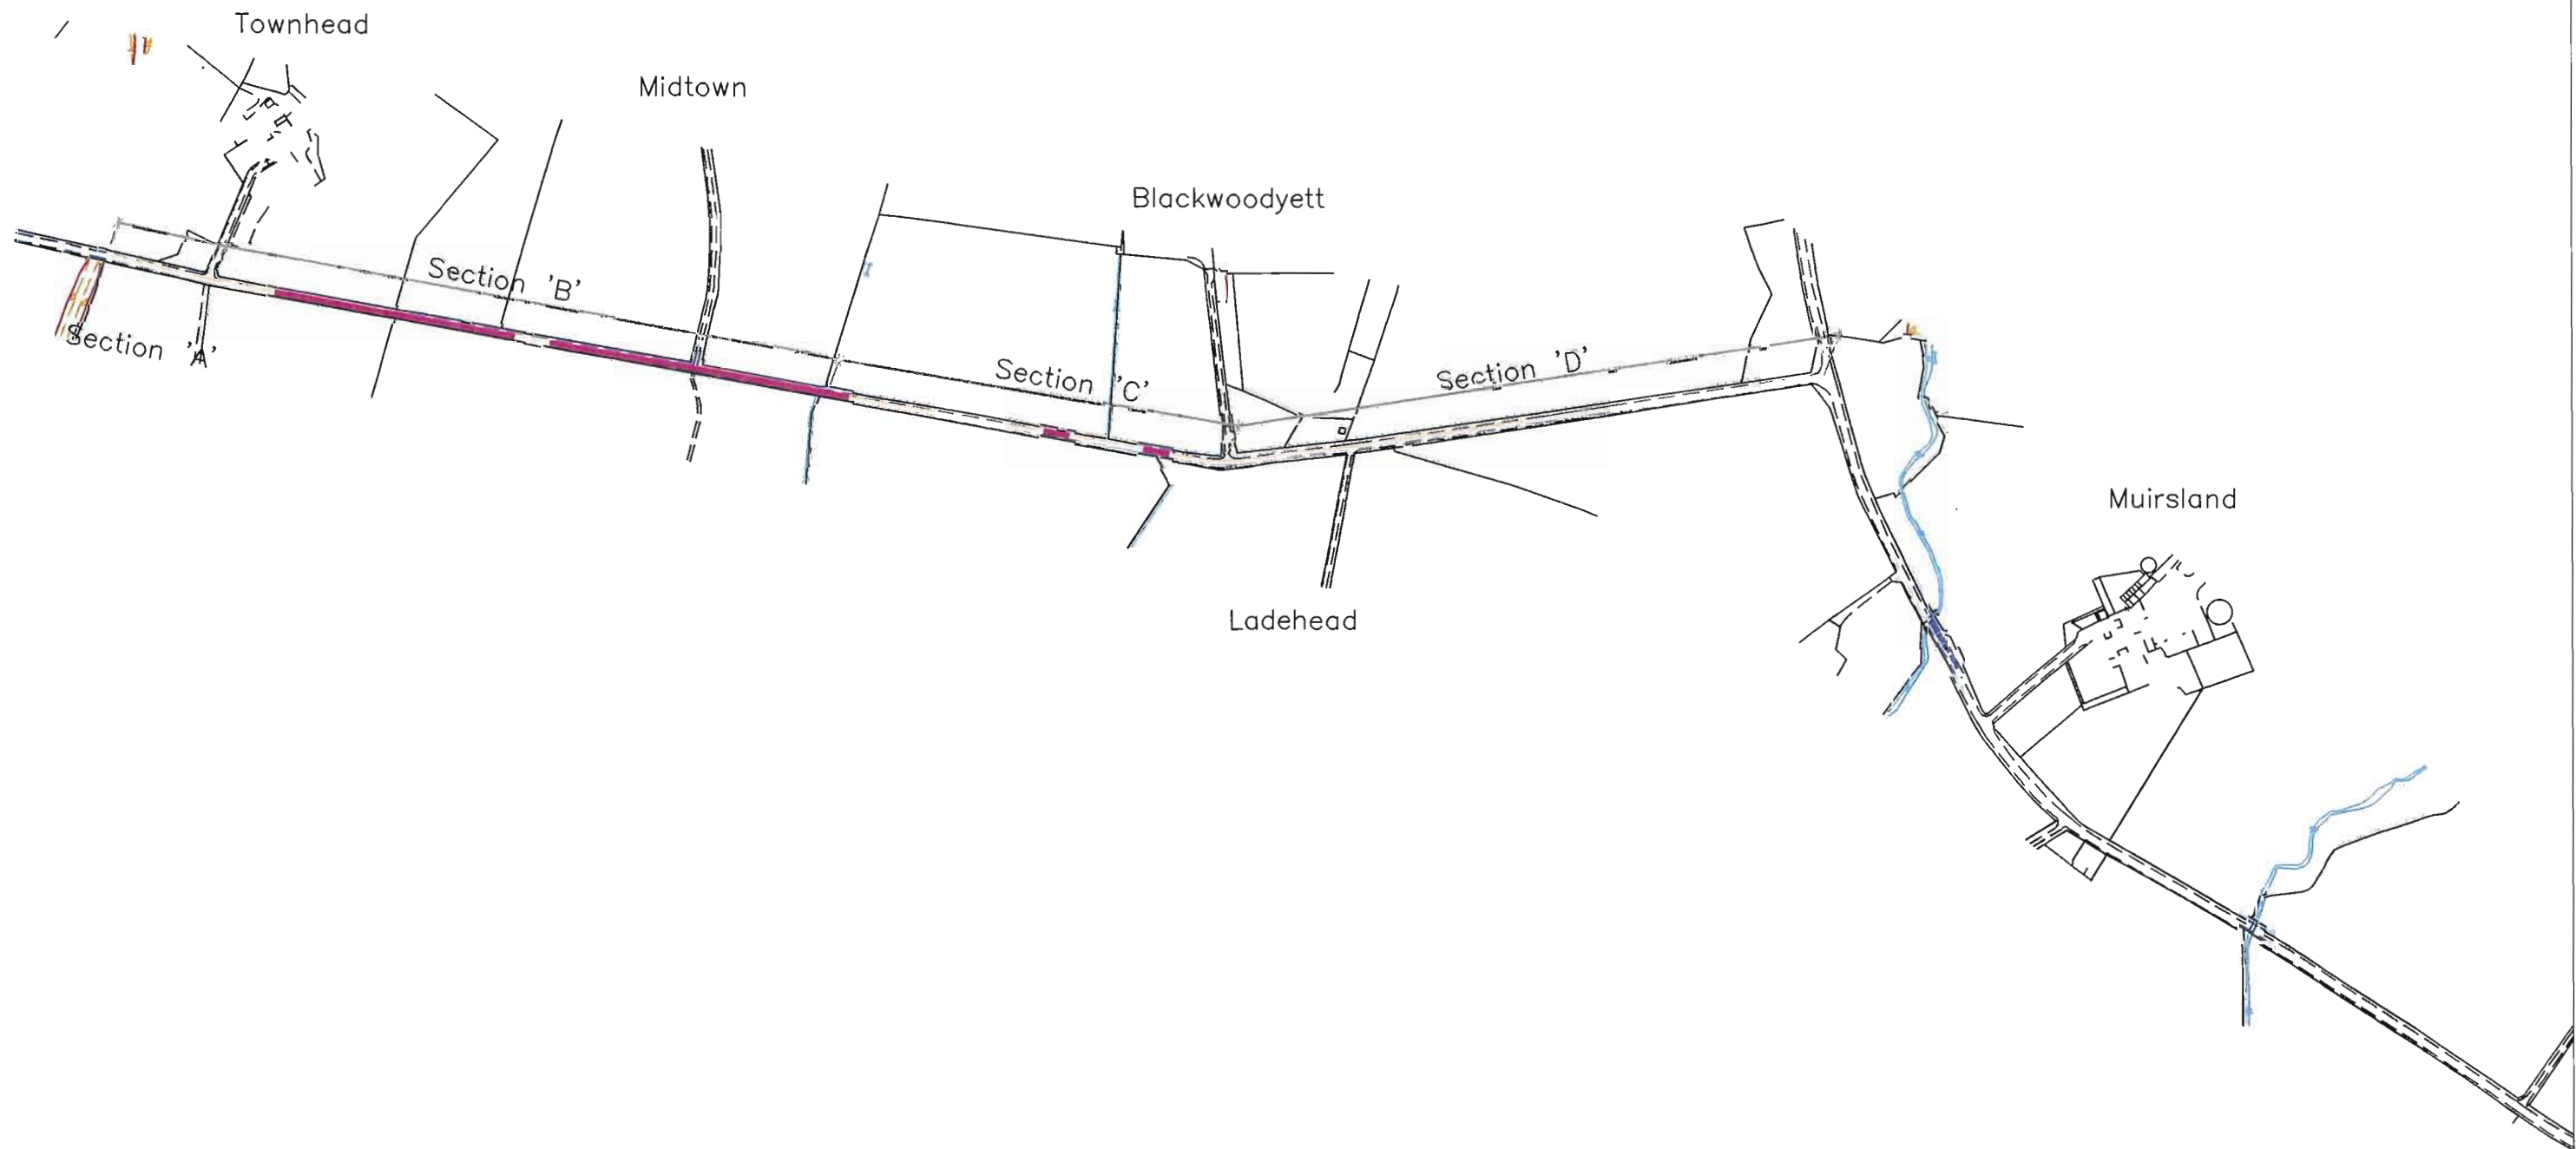 Townhead
Midtown
Blackwoodyett
Section 'B'
Section 'A'
Section 'C'
Section 'D'
Muirsland
Ladehead